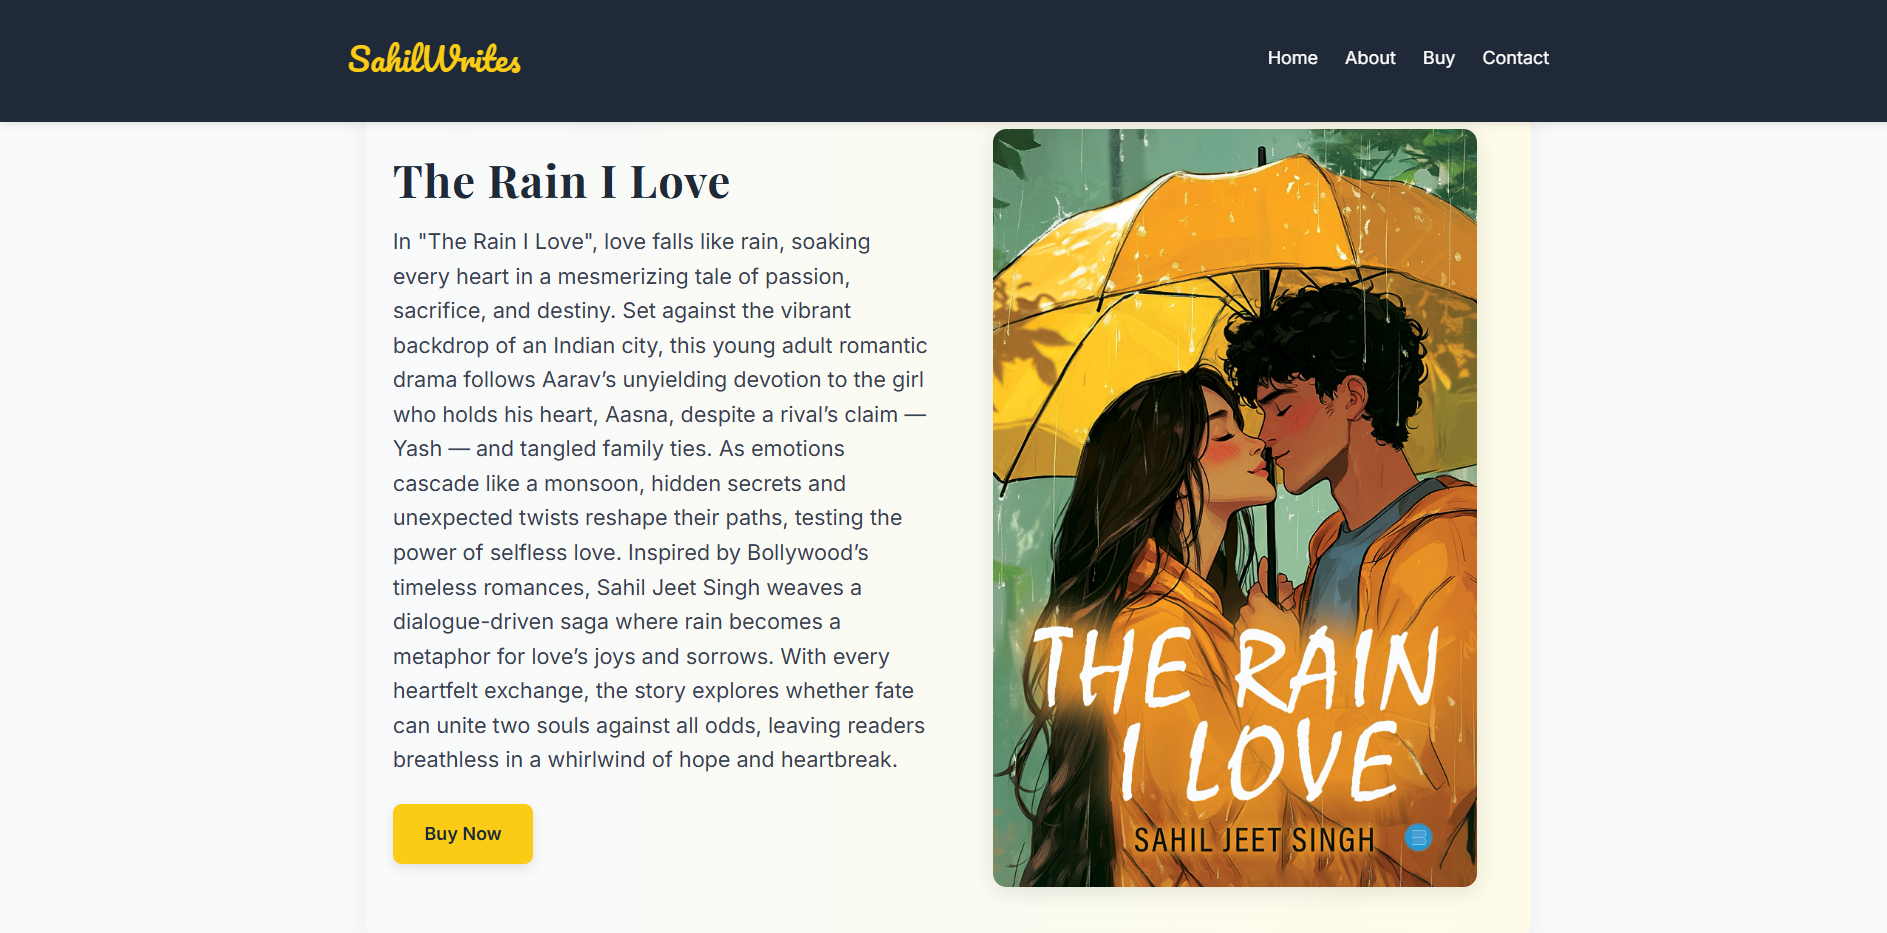 SahilWrites
Home About Buy Contact
The Rain I Love
In "The Rain I Love", love falls like rain, soaking
every heart in a mesmerizing tale of passion,
sacrifice, and destiny. Set against the vibrant
backdrop of an Indian city, this young adult romantic
drama follows Aarav’s unyielding devotion to the girl
who holds his heart, Aasna, despite a rival’s claim —
Yash — and tangled family ties. As emotions
cascade like a monsoon, hidden secrets and
unexpected twists reshape their paths, testing the
power of selfless love. Inspired by Bollywood’s
timeless romances, Sahil Jeet Singh weaves a
dialogue-driven saga where rain becomes a
metaphor for love’s joys and sorrows. With every
heartfelt exchange, the story explores whether fate
can unite two souls against all odds, leaving readers
breathless in a whirlwind of hope and heartbreak.
Buy Now
THE RAIN
I LOVE
SAHIL JEET SINGH
B